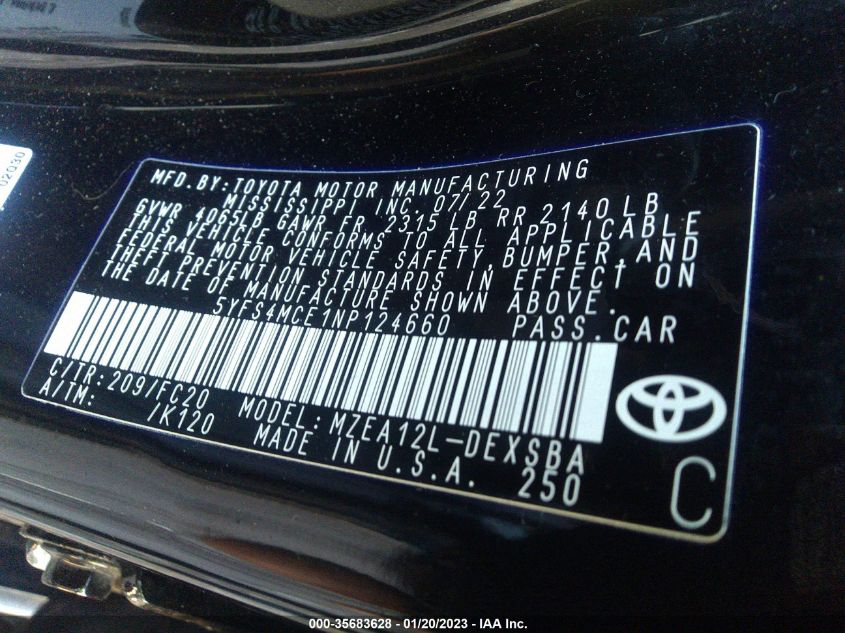 02030
MFD.BY:TOYOTA MOTOR MANUFACTURING
MISSISSIPPI INC. 07/22
GVWR 4065LB GAWR FR 2315 LB RR 2140 LB
THIS VEHICLE CONFORMS TO ALL APPLICABLE
FEDERAL MOTOR VEHICLE SAFETY,BUMPER,AND
THEFT PREVENTION STANDARDS IN EFFECT ON
THE DATE OF MANUFACTURE SHOWN ABOVE.
5YFS4MCE1NP124660 PASS.CAR
C/TR:209/FC20
A/TM: /K120
MODEL:MZEA12L-DEXSBA
MADE IN U.S.A. 250
C
000-35683628 - 01/20/2023 - IAA Inc.